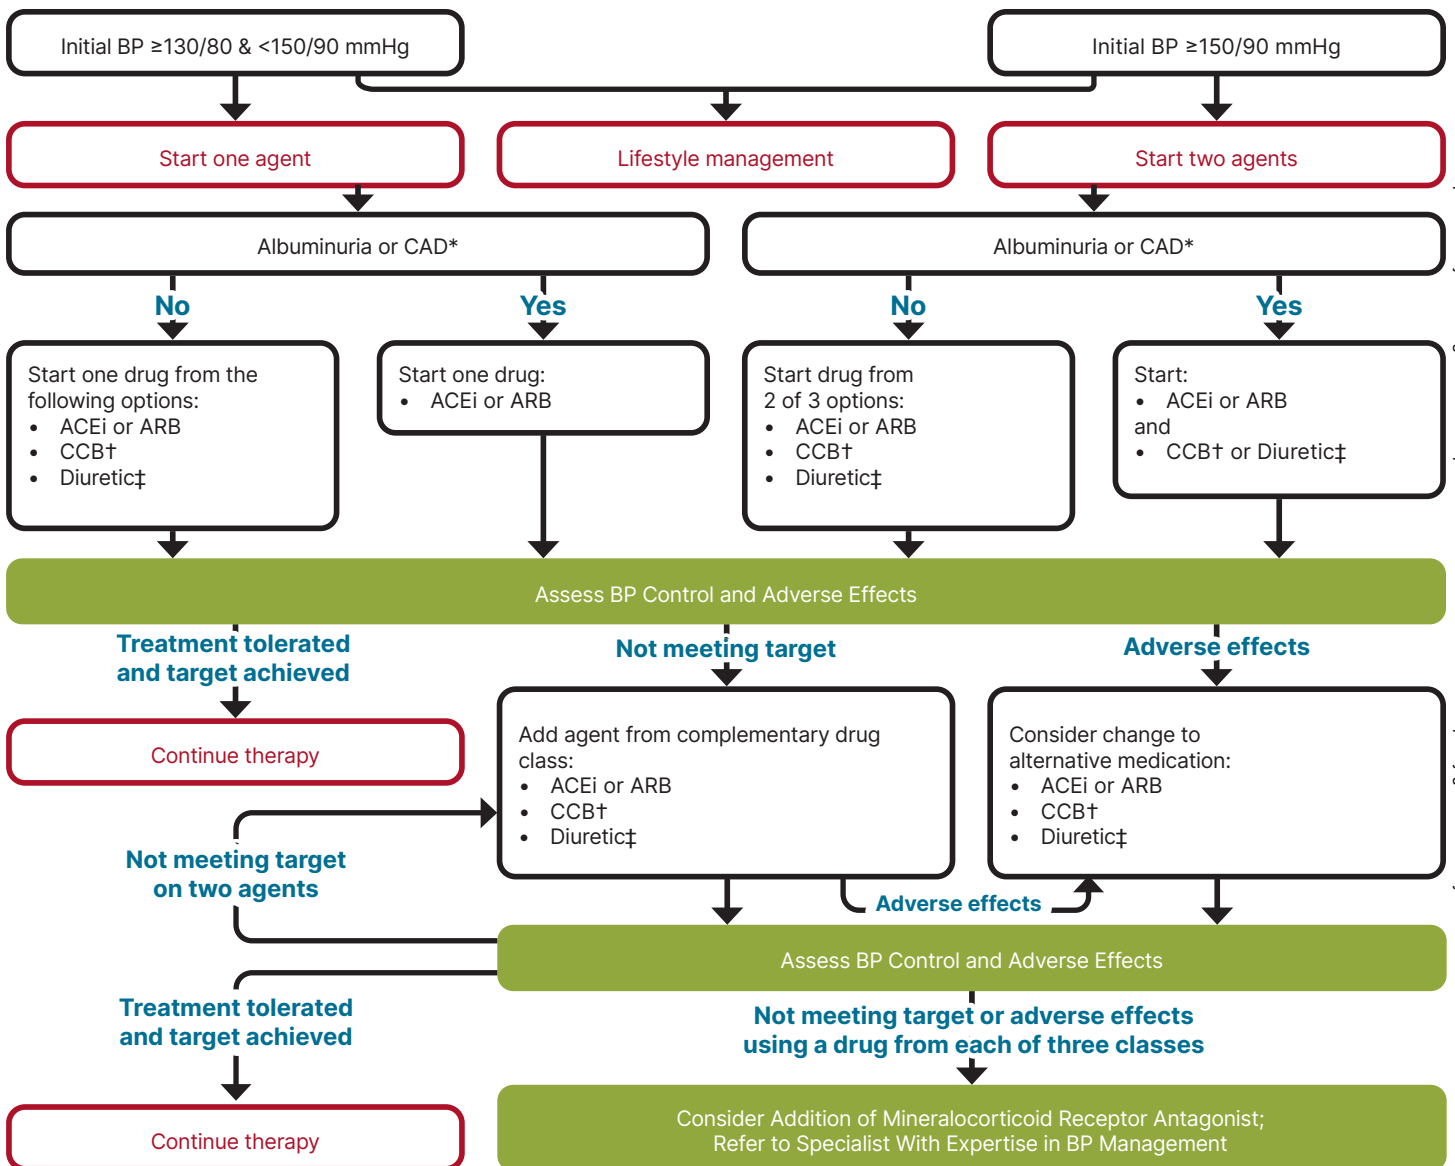 Initial BP ≥130/80 & <150/90 mmHg
Initial BP ≥150/90 mmHg
Start one agent
Lifestyle management
Start two agents
Albuminuria or CAD*
Albuminuria or CAD*
No
Yes
No
Yes
Start one drug from the
following options:
• ACEi or ARB
• CCB†
• Diuretic‡
Start one drug:
• ACEi or ARB
Start drug from
2 of 3 options:
• ACEi or ARB
• CCB†
• Diuretic‡
Start:
• ACEi or ARB
and
• CCB† or Diuretic‡
Assess BP Control and Adverse Effects
Treatment tolerated
and target achieved
Not meeting target
Adverse effects
Continue therapy
Add agent from complementary drug
class:
• ACEi or ARB
• CCB†
• Diuretic‡
Consider change to
alternative medication:
• ACEi or ARB
• CCB†
• Diuretic‡
Not meeting target
on two agents
Adverse effects
Assess BP Control and Adverse Effects
Treatment tolerated
and target achieved
Not meeting target or adverse effects
using a drug from each of three classes
Continue therapy
Consider Addition of Mineralocorticoid Receptor Antagonist;
Refer to Specialist With Expertise in BP Management